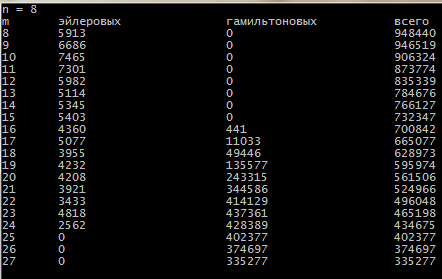 n = 8
m эйлеровых гамильтоновых всего
8 5913 0 948440
9 6686 0 946519
10 7465 0 906324
11 7301 0 873774
12 5982 0 835339
13 5114 0 784676
14 5345 0 766127
15 5403 0 732347
16 4360 441 700842
17 5077 11033 665077
18 3955 49446 628973
19 4232 135577 595974
20 4208 243315 561506
21 3921 344586 524966
22 3433 414129 496048
23 4818 437361 465198
24 2562 428389 434675
25 0 402377 402377
26 0 374697 374697
27 0 335277 335277